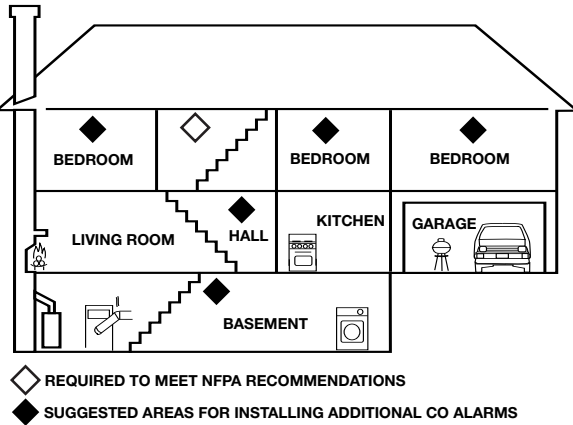 BEDROOM
BEDROOM
BEDROOM
LIVING ROOM
HALL
KITCHEN
GARAGE
BASEMENT
REQUIRED TO MEET NFPA RECOMMENDATIONS
SUGGESTED AREAS FOR INSTALLING ADDITIONAL CO ALARMS